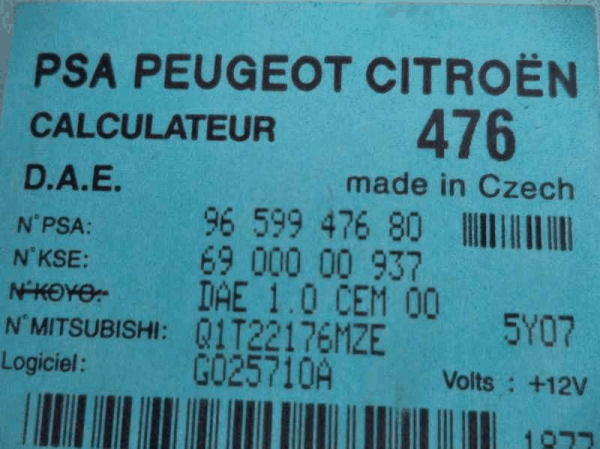 PSA PEUGEOT CITROËN
CALCULATEUR 476
D.A.E. made in Czech
N°PSA: 96 599 476 80
N°KSE: 69 000 00 937
N°KOYO: DAE 1.0 CEM 00
N°MITSUBISHI: Q1T22176MZE 5Y07
Logiciel: G025710A Volts : +12V
1877